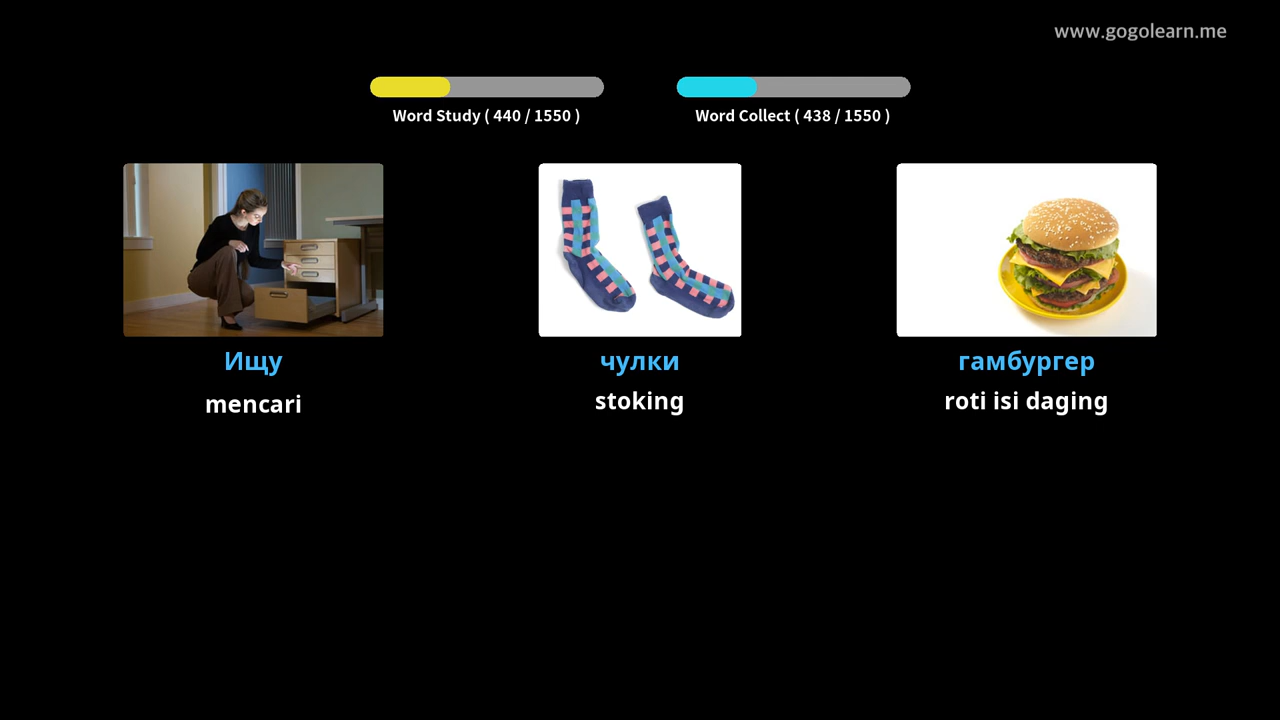 www.gogolearn.me
Word Study ( 440 / 1550 )
Word Collect ( 438 / 1550 )
Ищу
mencari
чулки
stoking
гамбургер
roti isi daging